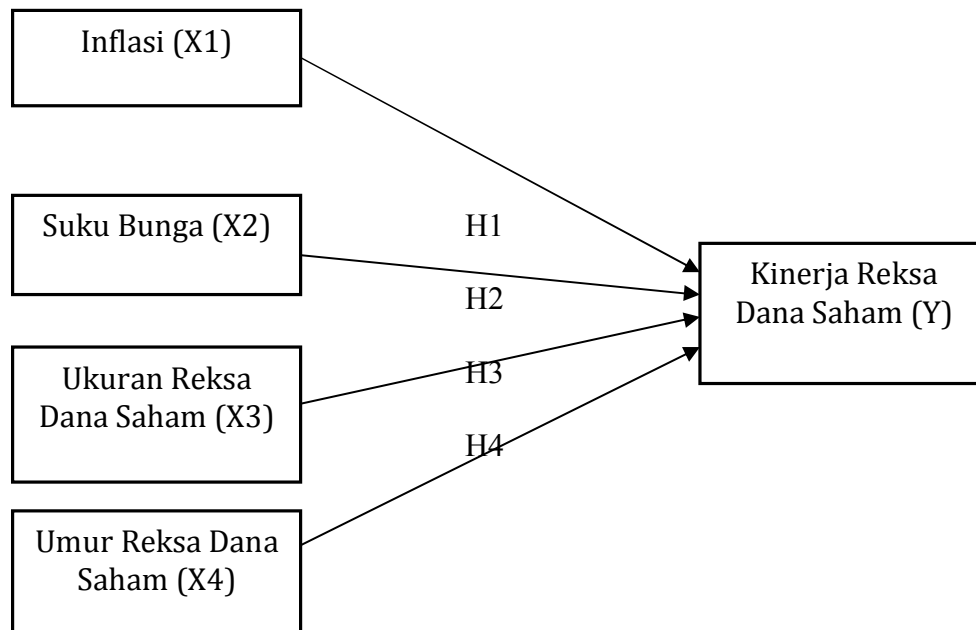 Inflasi (X1)
Suku Bunga (X2)
Ukuran Reksa
Dana Saham (X3)
Umur Reksa Dana
Saham (X4)
H1
H2
H3
H4
Kinerja Reksa
Dana Saham (Y)